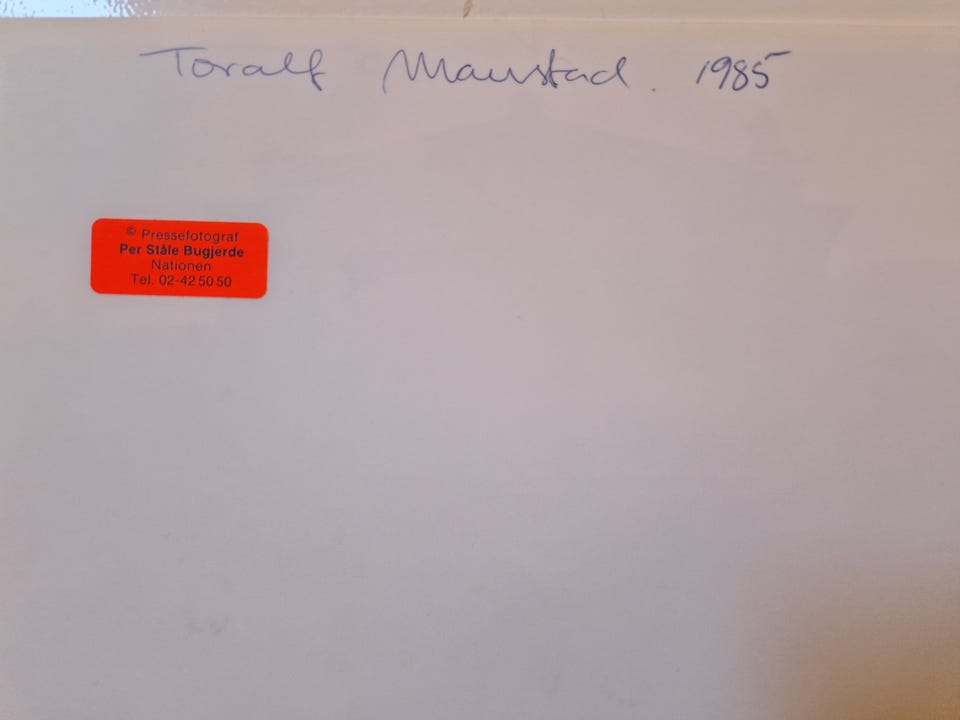 Toralf Maurstad. 1985
© Pressefotograf
Per Ståle Bugjerde
Nationen
Tel. 02-42 50 50